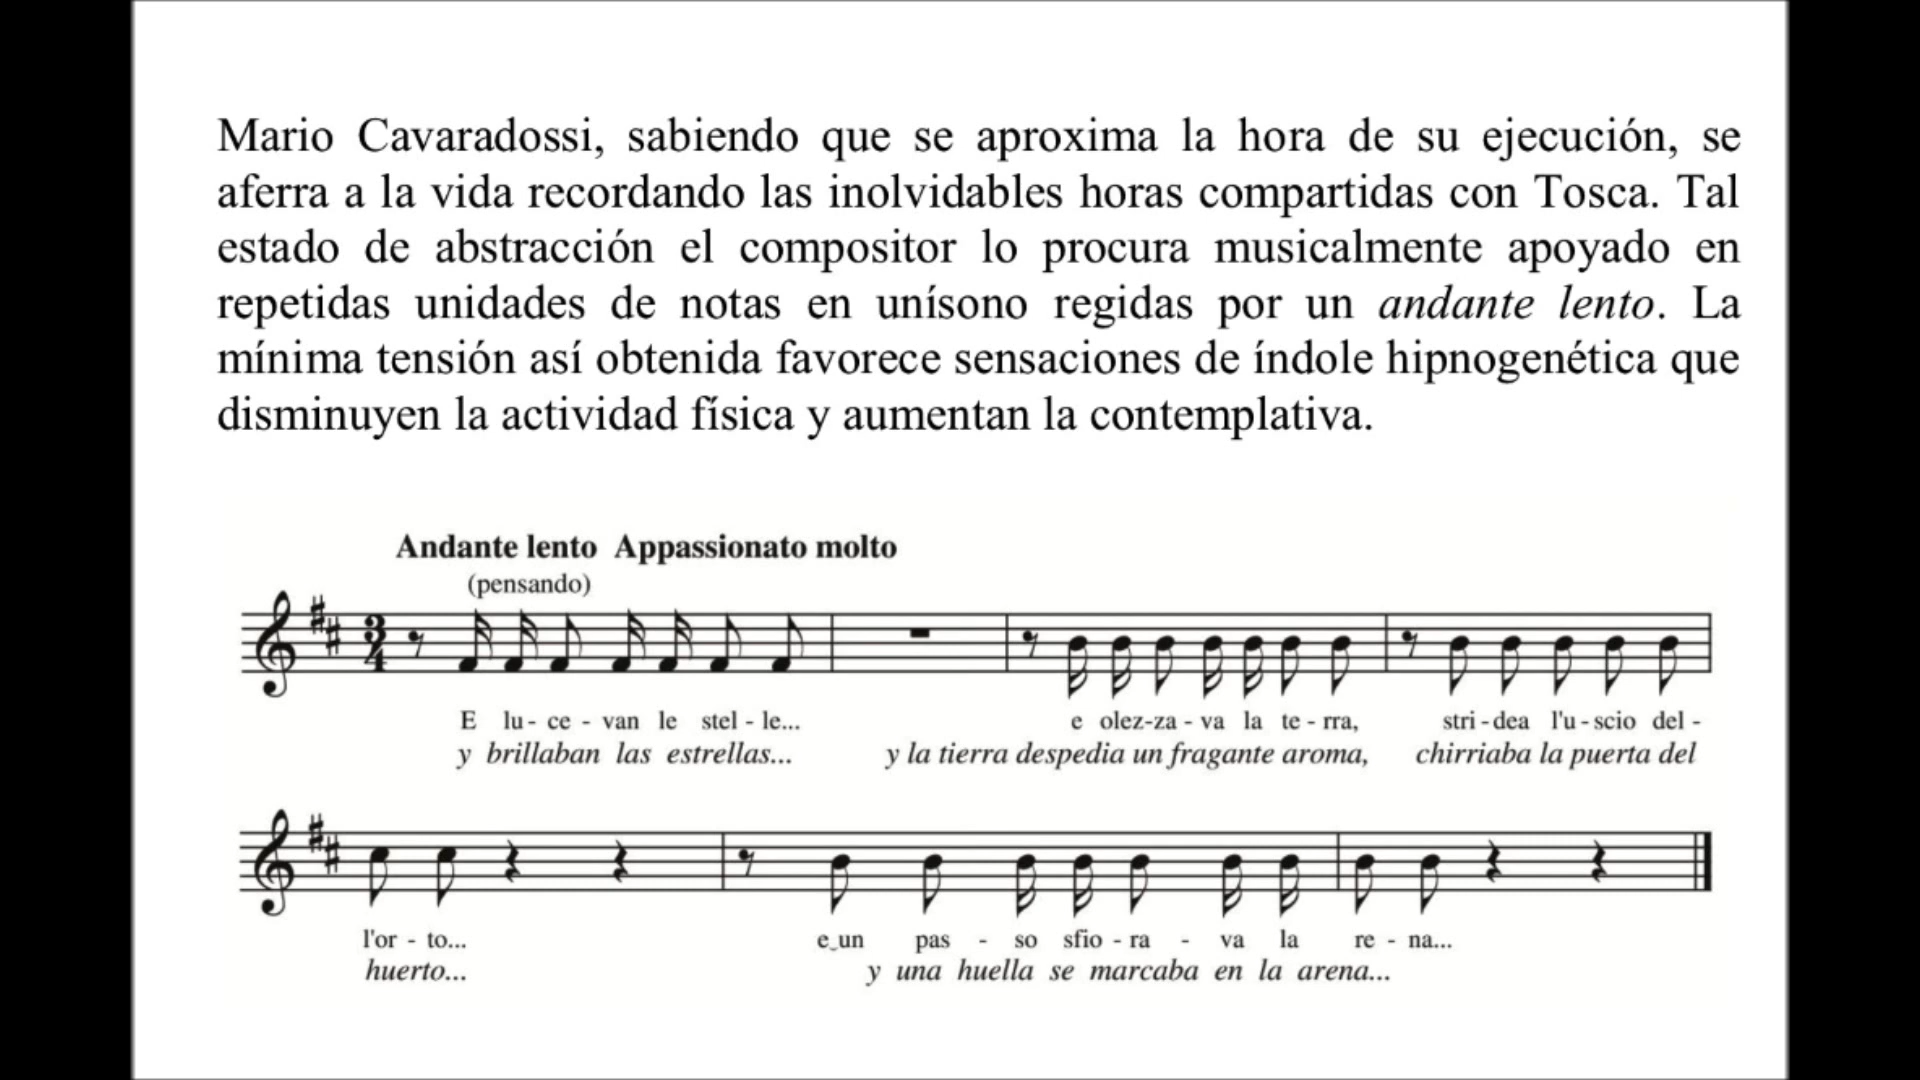 Mario Cavaradossi, sabiendo que se aproxima la hora de su ejecución, se
aferra a la vida recordando las inolvidables horas compartidas con Tosca. Tal
estado de abstracción el compositor lo procura musicalmente apoyado en
repetidas unidades de notas en unísono regidas por un andante lento. La
mínima tensión así obtenida favorece sensaciones de índole hipnogenética que
disminuyen la actividad física y aumentan la contemplativa.
Andante lento Appassionato molto
(pensando)
3
4
E lu - ce - van le stel - le... e olez-za - va la te - rra, stri - dea l'u - scio del -
y brillaban las estrellas... y la tierra despedia un fragante aroma, chirriaba la puerta del
l'or - to... e‿un pas - so sfio - ra - va la re - na...
huerto... y una huella se marcaba en la arena...